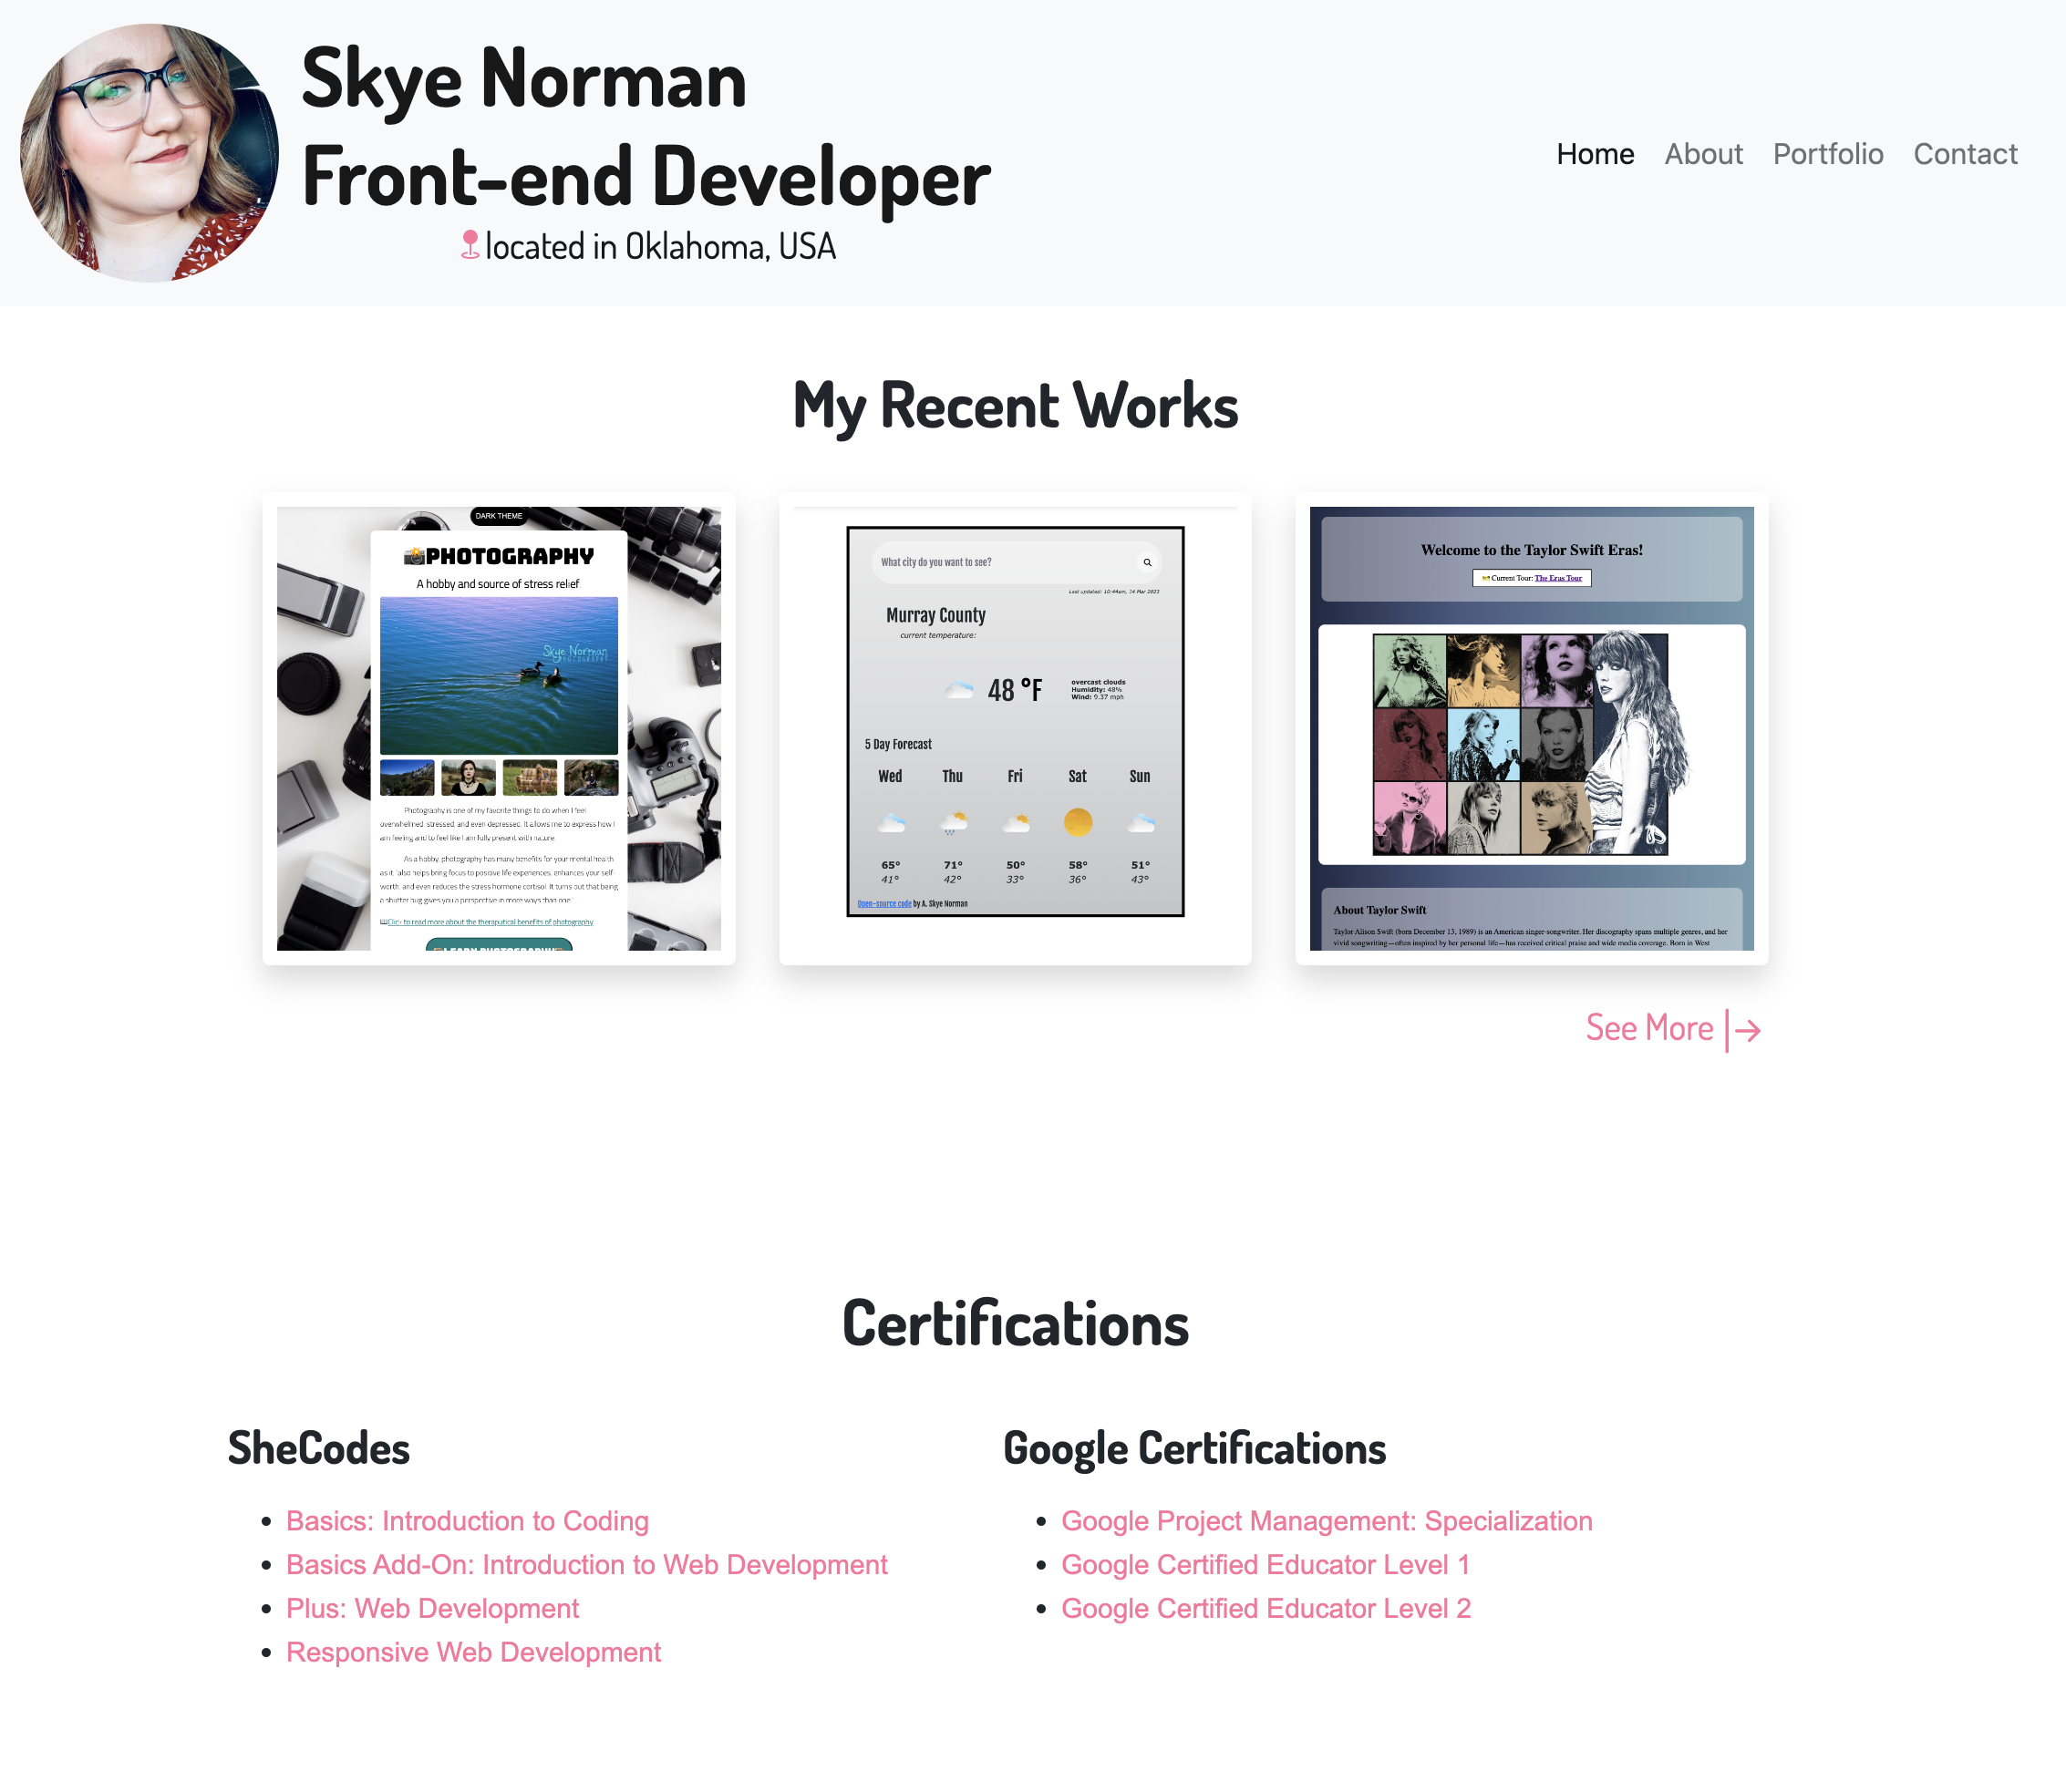 Skye Norman
Front-end Developer
located in Oklahoma, USA
Home About Portfolio Contact
My Recent Works
DARK THEME
PHOTOGRAPHY
A hobby and source of stress relief.
Skye Norman
PHOTOGRAPHY
Photography is one of my favorite things to do when I feel
overwhelmed, stressed, and even depressed. It allows me to express how I
am feeling and to feel like I am fully present with nature.
As a hobby, photography has many benefits for your mental health
as it "also helps bring focus to positive life experiences, enhances your self-
worth, and even reduces the stress hormone cortisol. It turns out that being
a shutter bug gives you a perspective in more ways than one."
Click to read more about the theraputical benefits of photography
LEARN PHOTOGRAPHY
What city do you want to see?
Last updated: 10:44am, 14 Mar 2023
Murray County
current temperature:
48 °F
overcast clouds
Humidity: 48%
Wind: 9.37 mph
5 Day Forecast
Wed Thu Fri Sat Sun
65° 71° 50° 58° 51°
41° 42° 33° 36° 43°
Open-source code by A. Skye Norman
Welcome to the Taylor Swift Eras!
Current Tour: The Eras Tour
About Taylor Swift
Taylor Alison Swift (born December 13, 1989) is an American singer-songwriter. Her discography spans multiple genres, and her
vivid songwriting—often inspired by her personal life—has received critical praise and wide media coverage. Born in West
See More
Certifications
SheCodes
Basics: Introduction to Coding
Basics Add-On: Introduction to Web Development
Plus: Web Development
Responsive Web Development
Google Certifications
Google Project Management: Specialization
Google Certified Educator Level 1
Google Certified Educator Level 2